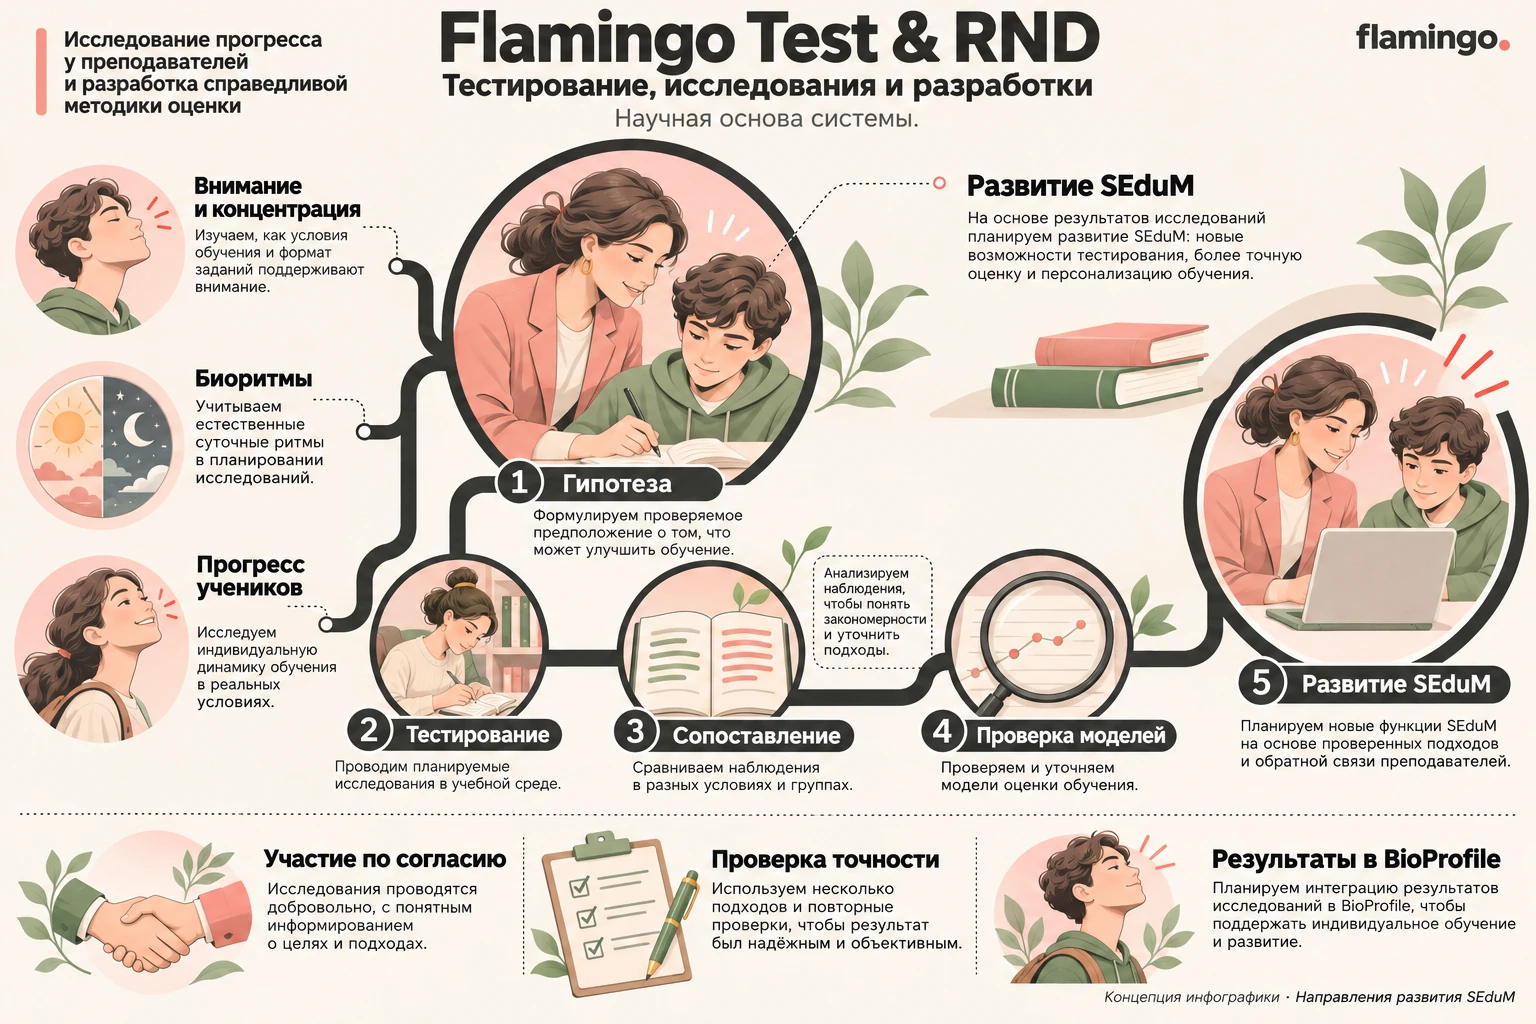 Исследование прогресса
у преподавателей
и разработка справедливой
методики оценки
Flamingo Test & RND
Тестирование, исследования и разработки
Научная основа системы.
flamingo.
Внимание
и концентрация
Изучаем, как условия
обучения и формат
заданий поддерживают
внимание.
Биоритмы
Учитываем
естественные
суточные ритмы
в планировании
исследований.
Прогресс
учеников
Исследуем
индивидуальную
динамику обучения
в реальных
условиях.
Развитие SEduM
На основе результатов исследований
планируем развитие SEduM: новые
возможности тестирования, более точную
оценку и персонализацию обучения.
1 Гипотеза
Формулируем проверяемое
предположение о том, что
может улучшить обучение.
2 Тестирование
Проводим планируемые
исследования в учебной среде.
3 Сопоставление
Сравниваем наблюдения
в разных условиях и группах.
Анализируем
наблюдения,
чтобы понять
закономерности
и уточнить
подходы.
4 Проверка моделей
Проверяем и уточняем
модели оценки обучения.
5 Развитие SEduM
Планируем новые функции SEduM
на основе проверенных подходов
и обратной связи преподавателей.
Участие по согласию
Исследования проводятся
добровольно, с понятным
информированием
о целях и подходах.
Проверка точности
Используем несколько
подходов и повторные
проверки, чтобы результат
был надёжным и объективным.
Результаты в BioProfile
Планируем интеграцию результатов
исследований в BioProfile, чтобы
поддержать индивидуальное обучение
и развитие.
Концепция инфографики · Направления развития SEduM